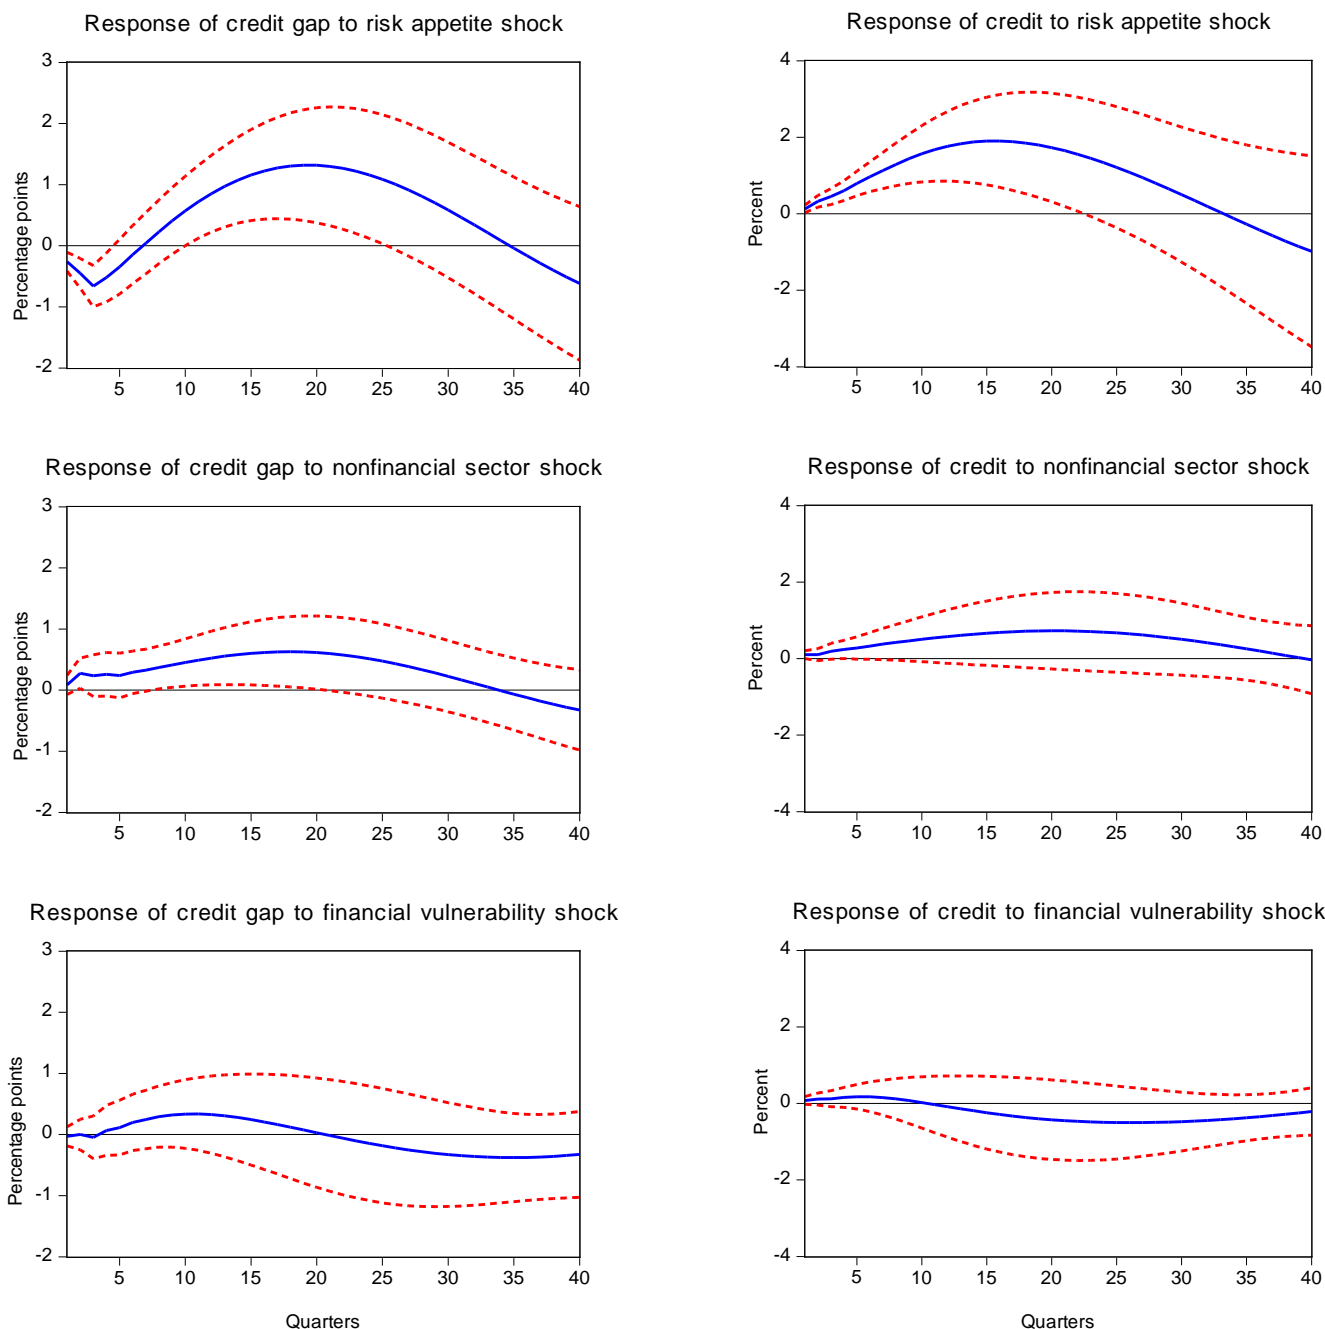 Response of credit gap to risk appetite shock
3
2
1
0
-1
-2
Percentage points
5 10 15 20 25 30 35 40
Response of credit to risk appetite shock
4
2
0
-2
-4
Percent
5 10 15 20 25 30 35 40
Response of credit gap to nonfinancial sector shock
3
2
1
0
-1
-2
Percentage points
5 10 15 20 25 30 35 40
Response of credit to nonfinancial sector shock
4
2
0
-2
-4
Percent
5 10 15 20 25 30 35 40
Response of credit gap to financial vulnerability shock
3
2
1
0
-1
-2
Percentage points
5 10 15 20 25 30 35 40
Quarters
Response of credit to financial vulnerability shock
4
2
0
-2
-4
Percent
5 10 15 20 25 30 35 40
Quarters